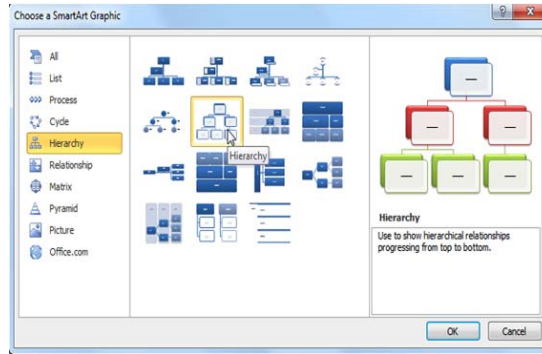 Choose a SmartArt Graphic
All
List
Process
Cycle
Hierarchy
Relationship
Matrix
Pyramid
Picture
Office.com
Hierarchy
Hierarchy
Use to show hierarchical relationships
progressing from top to bottom.
OK
Cancel